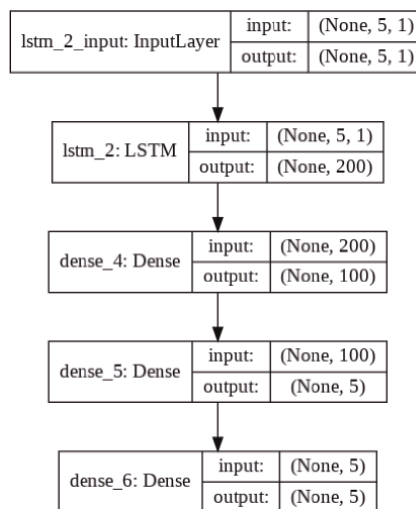 lstm_2_input: InputLayer
input: (None, 5, 1)
output: (None, 5, 1)
lstm_2: LSTM
input: (None, 5, 1)
output: (None, 200)
dense_4: Dense
input: (None, 200)
output: (None, 100)
dense_5: Dense
input: (None, 100)
output: (None, 5)
dense_6: Dense
input: (None, 5)
output: (None, 5)